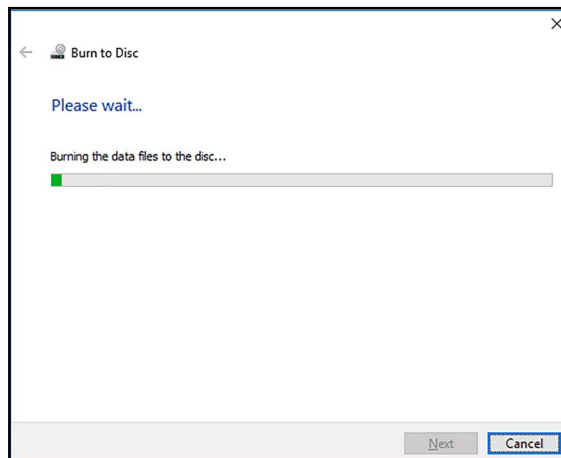 Burn to Disc
Please wait...
Burning the data files to the disc...
Next
Cancel